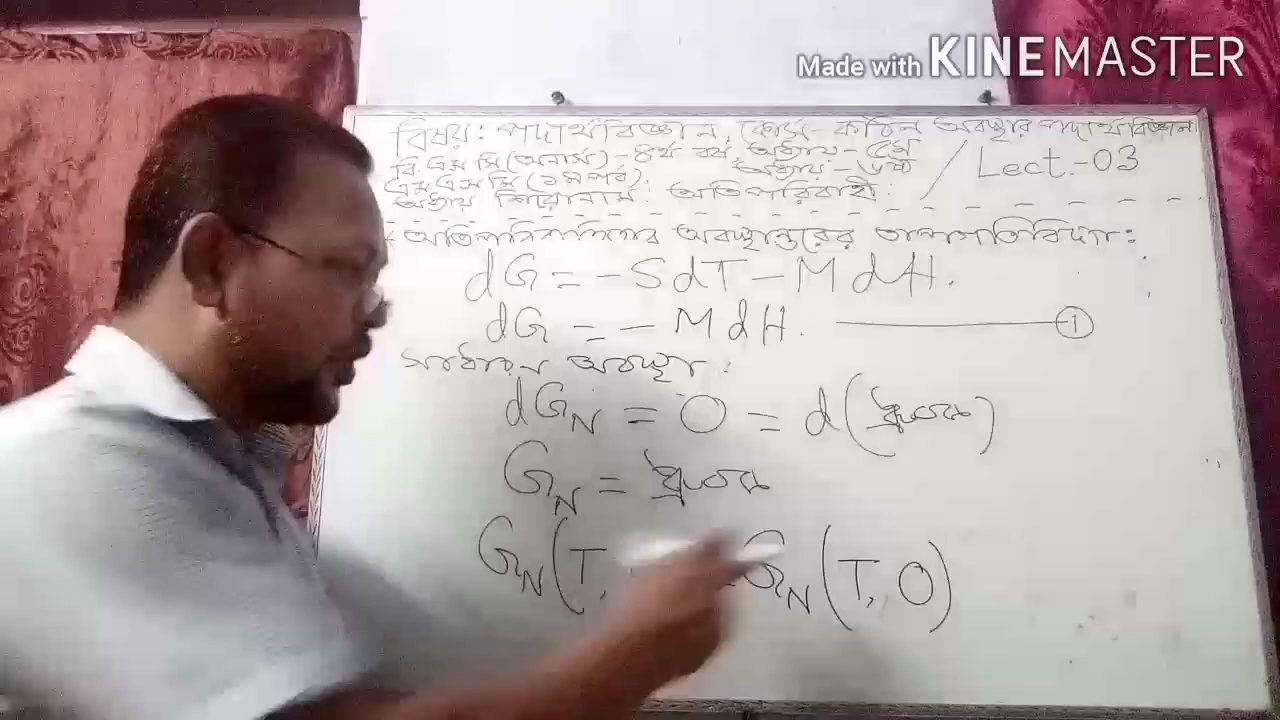 Made with KINEMASTER
বিষয়: পদার্থবিজ্ঞান, কোর্স- কঠিন অবস্থার পদার্থবিজ্ঞান
বি.এস.সি(অনার্স)-৪র্থ বর্ষ, অধ্যায়- ৫ম
এম.এস.সি(১ম পর্ব): অধ্যায়- ৬ষ্ঠ
Lect.-03
অধ্যায় শিরোনাম: অতিপরিবাহী:
অবস্থান্তরের তাপগতিবিদ্যা:
dG = -SdT - MdH.
dG = - MdH. ①
সাধারন অবস্থা:
dG_N = 0 = d(ধ্রুবক)
G_N = ধ্রুবক
G_N(T, G_N(T, 0)